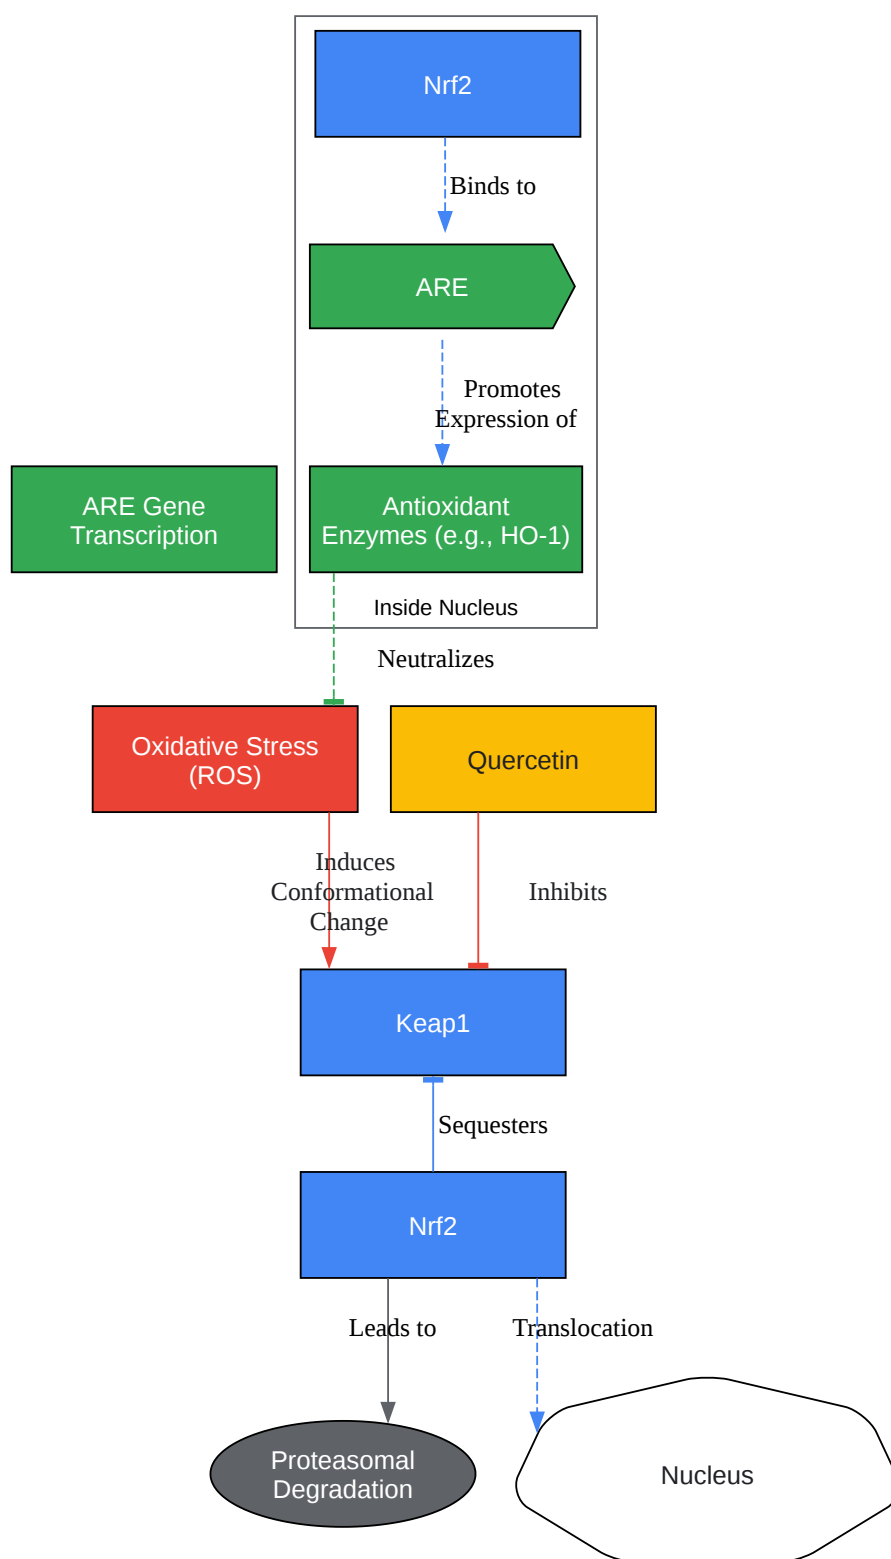 Nrf2
Binds to
ARE
Promotes
Expression of
ARE Gene
Transcription
Antioxidant
Enzymes (e.g., HO-1)
Inside Nucleus
Neutralizes
Oxidative Stress
(ROS)
Quercetin
Induces
Conformational
Change
Inhibits
Keap1
Sequesters
Nrf2
Leads to
Translocation
Proteasomal
Degradation
Nucleus